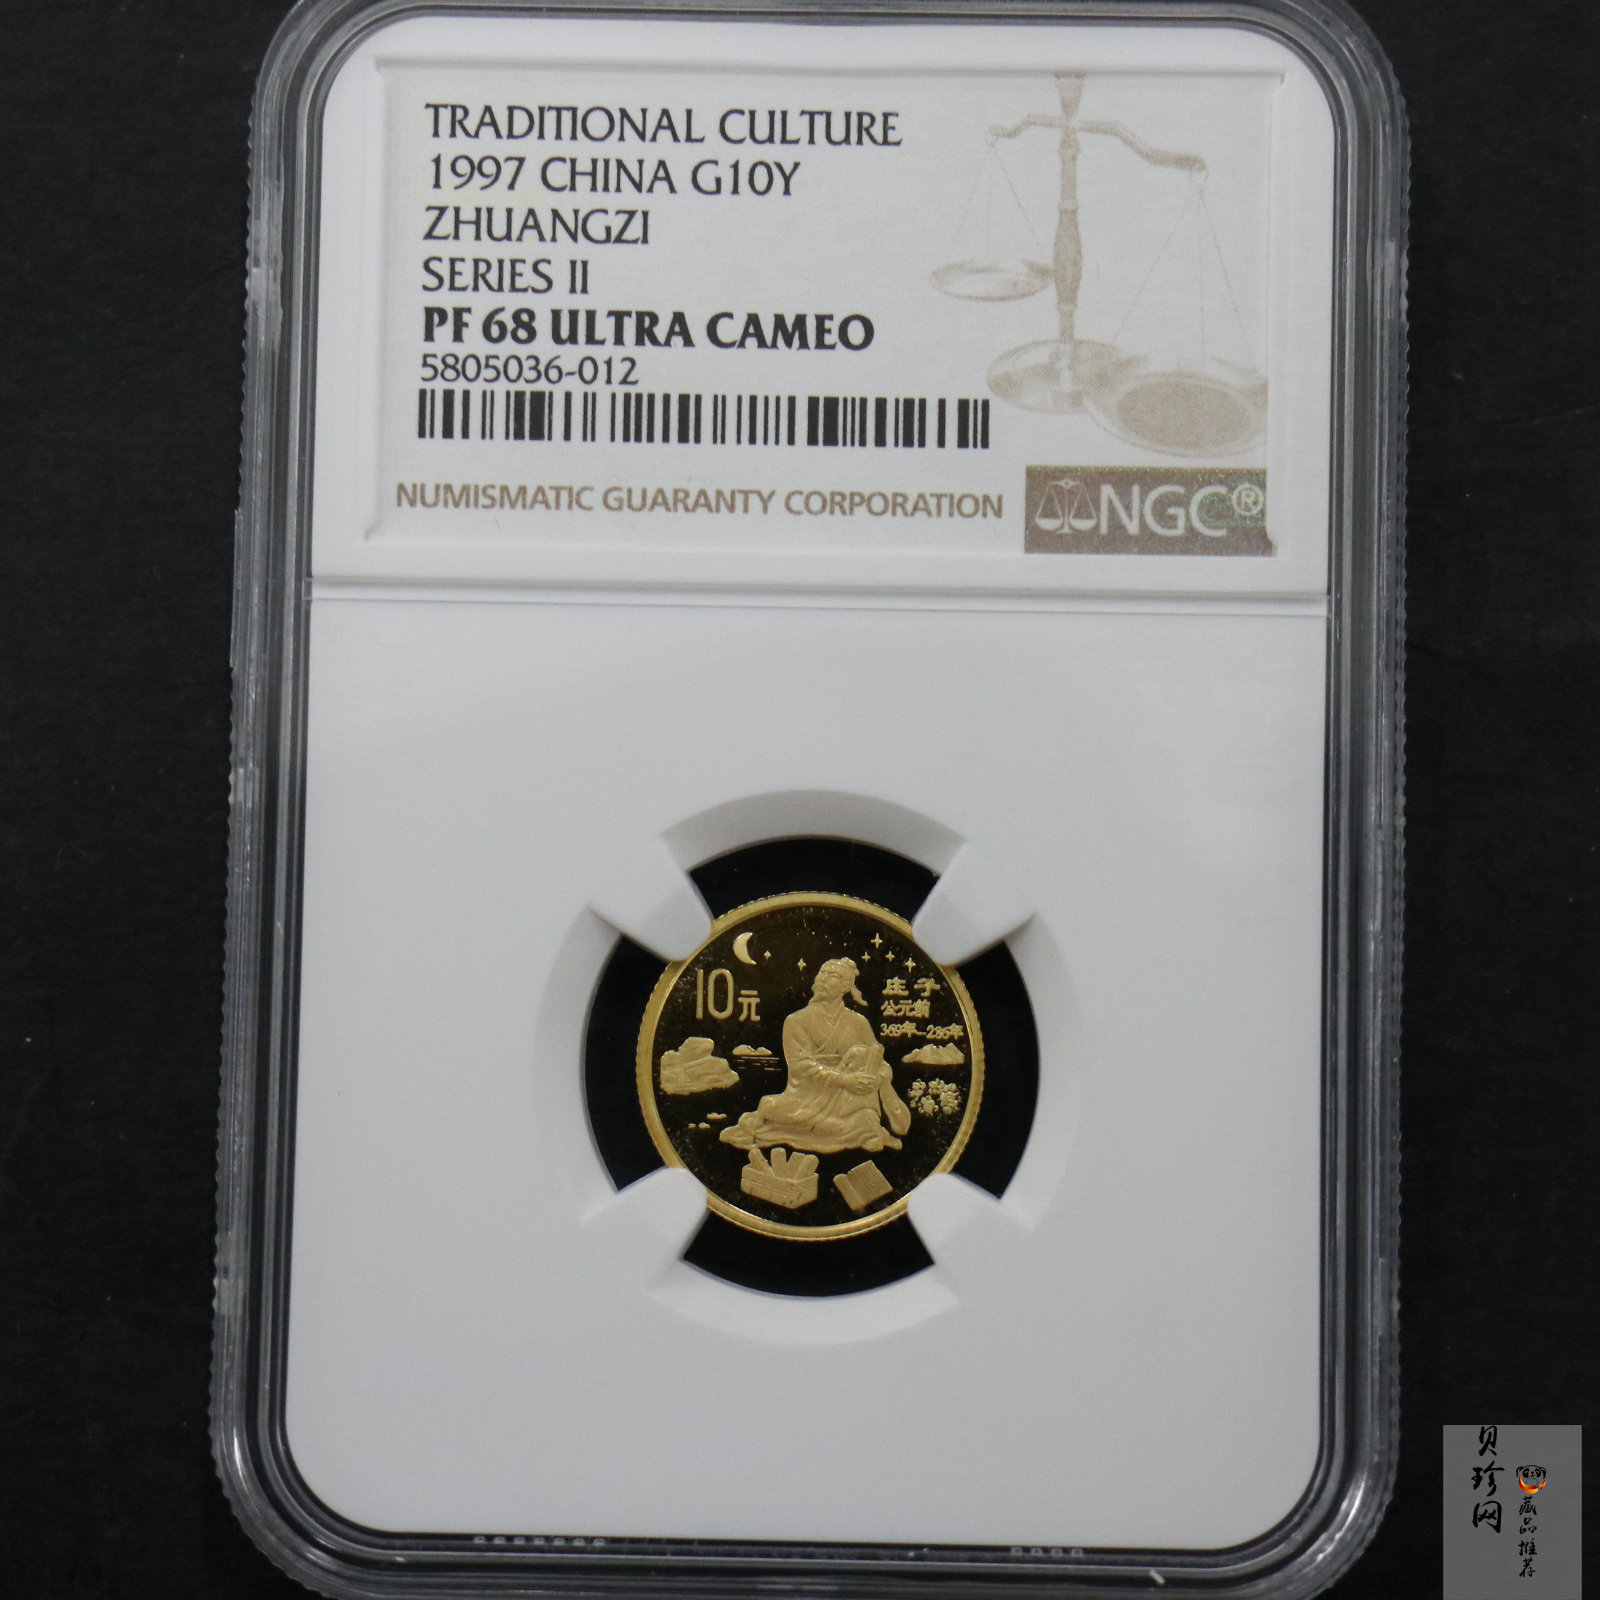 TRADITIONAL CULTURE
1997 CHINA G10Y
ZHUANGZI
SERIES II
PF 68 ULTRA CAMEO
5805036-012
NUMISMATIC GUARANTY CORPORATION
NGC®
10元
庄子
公元前
369年-286年
贝珍网
藏品推荐